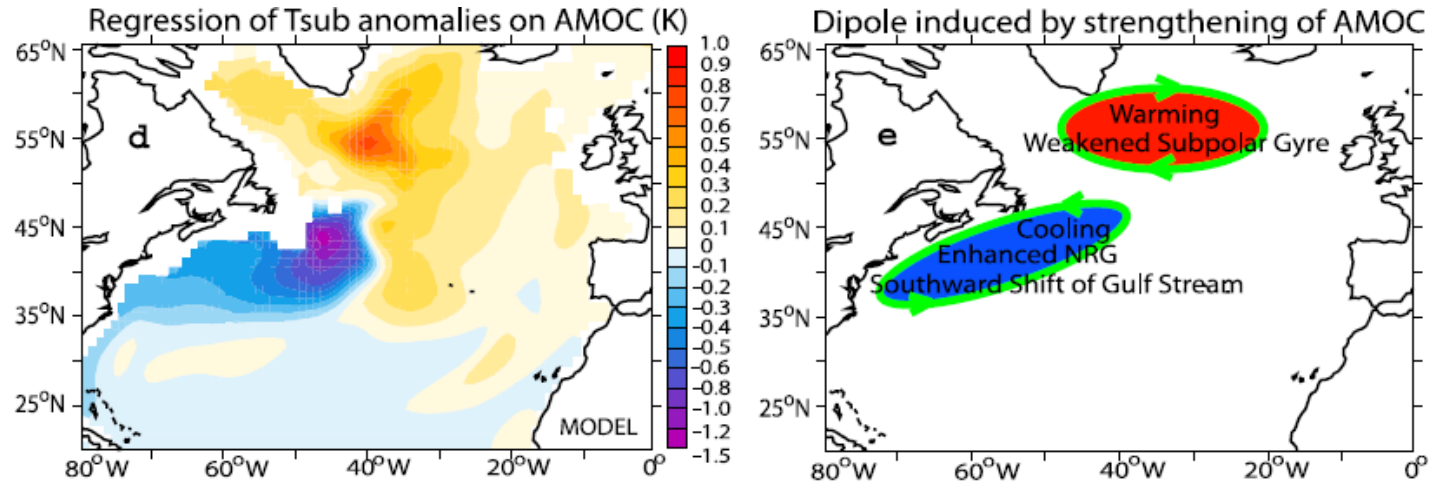 Regression of Tsub anomalies on AMOC (K)
65°N
55°N
45°N
35°N
25°N
80°W
60°W
40°W
20°W
0°
d
MODEL
1.0
0.9
0.8
0.7
0.6
0.5
0.4
0.3
0.2
0.1
0
-0.1
-0.2
-0.3
-0.4
-0.5
-0.6
-0.8
-1.0
-1.2
-1.5
Dipole induced by strengthening of AMOC
65°N
55°N
45°N
35°N
25°N
80°W
60°W
40°W
20°W
0°
e
Warming
Weakened Subpolar Gyre
Cooling
Enhanced NRG
Southward Shift of Gulf Stream